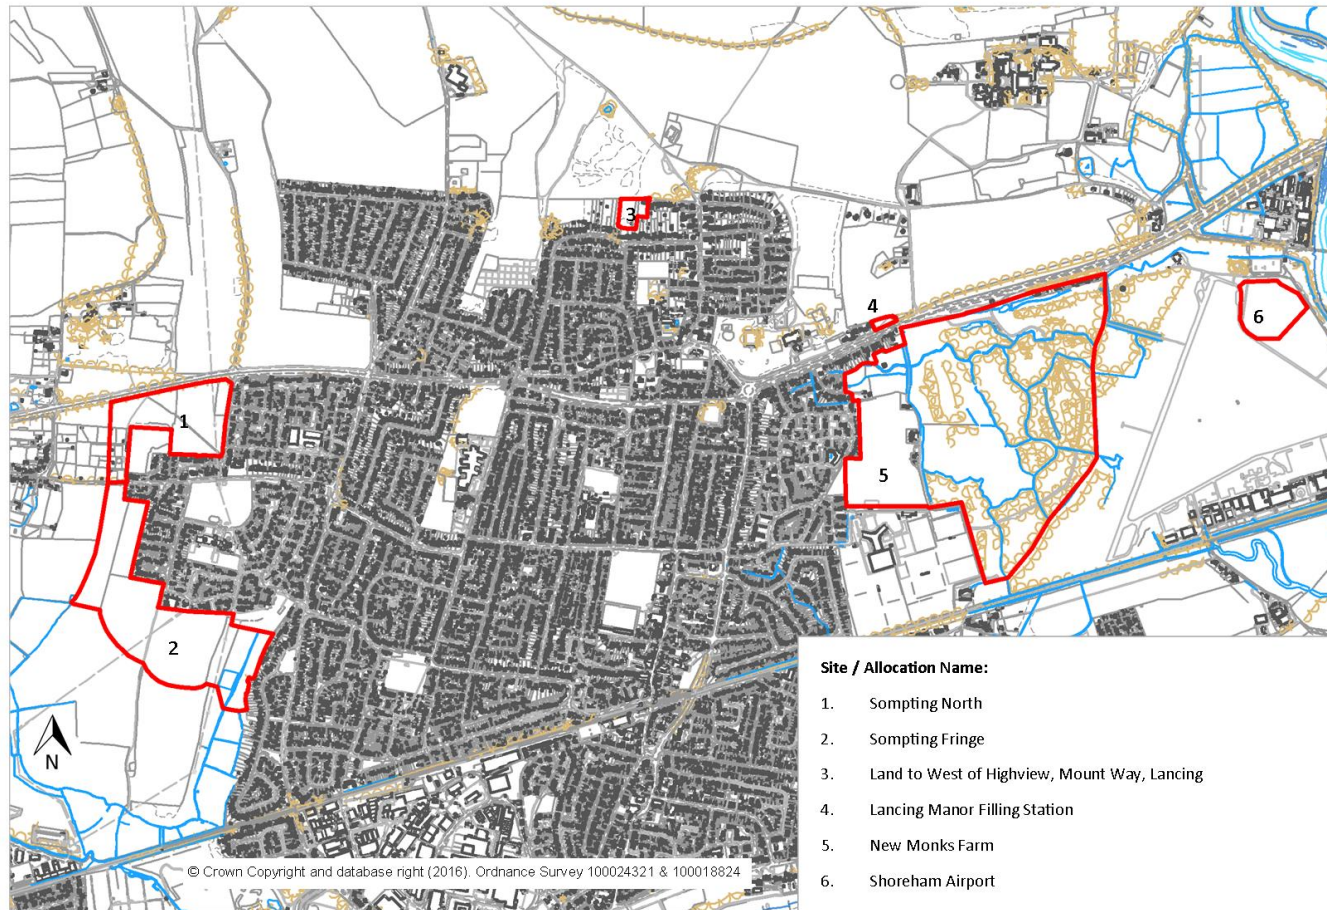 3
4
6
1
5
2
N
Site / Allocation Name:
1. Sompting North
2. Sompting Fringe
3. Land to West of Highview, Mount Way, Lancing
4. Lancing Manor Filling Station
5. New Monks Farm
6. Shoreham Airport
© Crown Copyright and database right (2016). Ordnance Survey 100024321 & 100018824